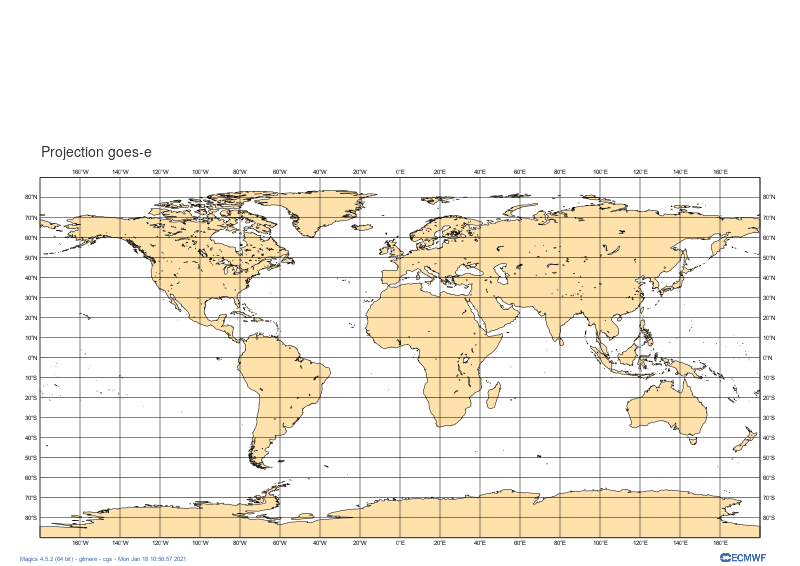 Projection goes-e
160°W 140°W 120°W 100°W 80°W 60°W 40°W 20°W 0°E 20°E 40°E 60°E 80°E 100°E 120°E 140°E 160°E
80°N 80°N
70°N 70°N
60°N 60°N
50°N 50°N
40°N 40°N
30°N 30°N
20°N 20°N
10°N 10°N
0°N 0°N
10°S 10°S
20°S 20°S
30°S 30°S
40°S 40°S
50°S 50°S
60°S 60°S
70°S 70°S
80°S 80°S
160°W 140°W 120°W 100°W 80°W 60°W 40°W 20°W 0°E 20°E 40°E 60°E 80°E 100°E 120°E 140°E 160°E
Magics 4.5.2 (64 bit) - gilmere - cgs - Mon Jan 18 10:56:57 2021
ECMWF